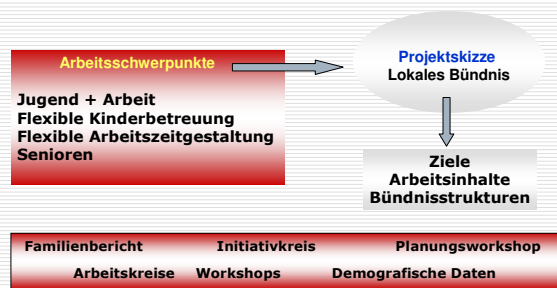 Arbeitsschwerpunkte
Jugend + Arbeit
Flexible Kinderbetreuung
Flexible Arbeitszeitgestaltung
Senioren
Projektskizze
Lokales Bündnis
Ziele
Arbeitsinhalte
Bündnisstrukturen
Familienbericht Initiativkreis Planungsworkshop
Arbeitskreise Workshops Demografische Daten